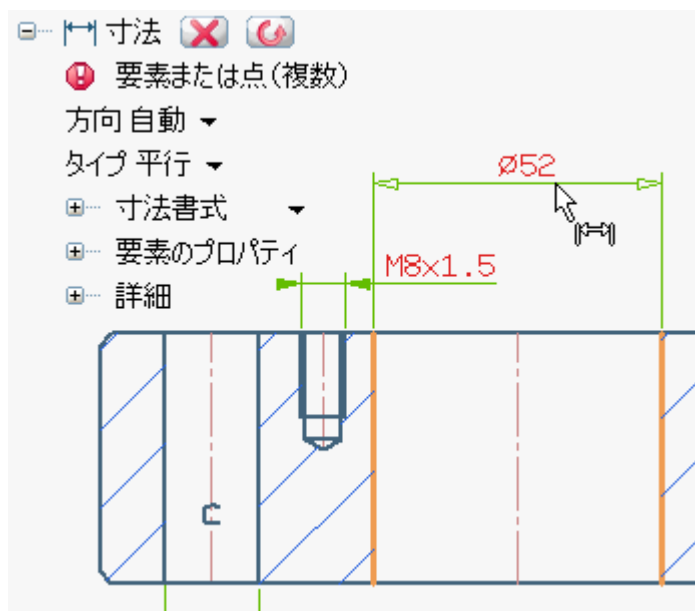 寸法
要素または点(複数)
方向 自動
タイプ 平行
寸法書式
要素のプロパティ
詳細
Ø52
M8x1.5